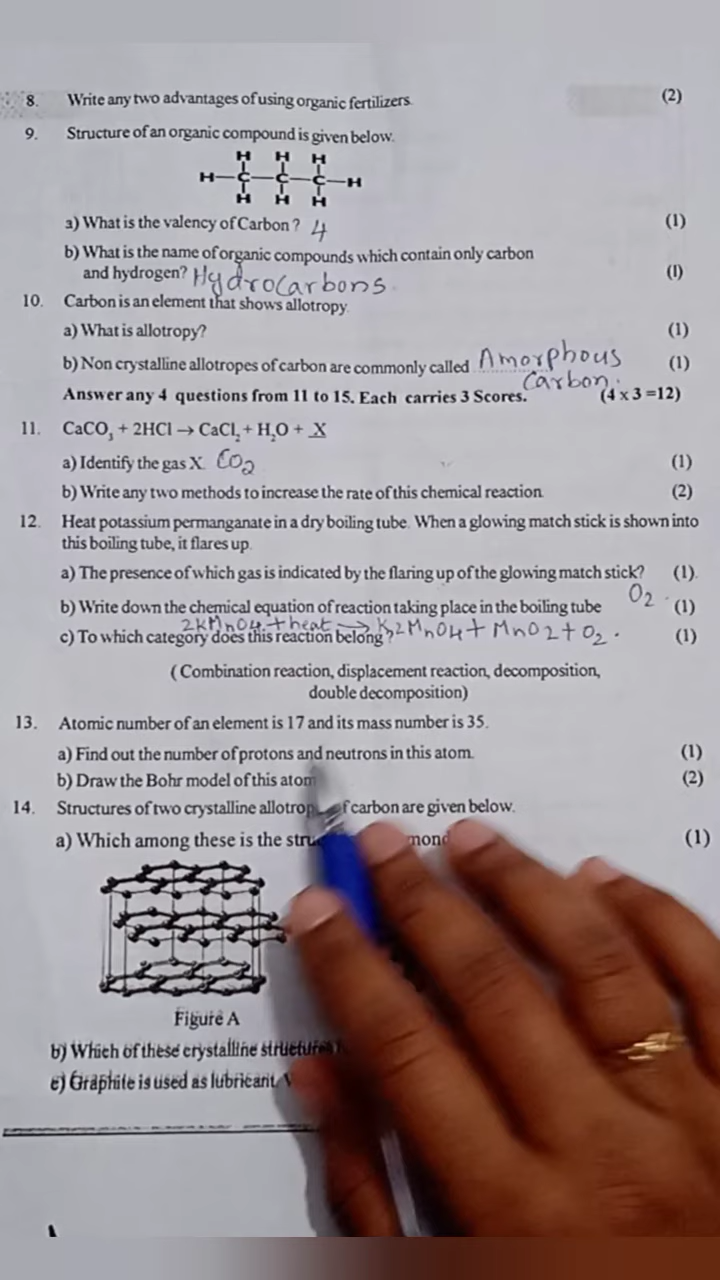 8. Write any two advantages of using organic fertilizers. (2)
9. Structure of an organic compound is given below.
H H H
H—C—C—C—H
H H H
a) What is the valency of Carbon? 4 (1)
b) What is the name of organic compounds which contain only carbon
and hydrogen? Hydrocarbons. (1)
10. Carbon is an element that shows allotropy.
a) What is allotropy? (1)
b) Non crystalline allotropes of carbon are commonly called Amorphous (1)
Carbon.
Answer any 4 questions from 11 to 15. Each carries 3 Scores. (4 x 3 =12)
11. CaCO₃ + 2HCl → CaCl₂ + H₂O + X
a) Identify the gas X. CO₂ (1)
b) Write any two methods to increase the rate of this chemical reaction. (2)
12. Heat potassium permanganate in a dry boiling tube. When a glowing match stick is shown into
this boiling tube, it flares up.
a) The presence of which gas is indicated by the flaring up of the glowing match stick? (1)
O₂.
b) Write down the chemical equation of reaction taking place in the boiling tube (1)
2KMnO4 + heat → K2MnO4 + MnO2 + O2.
c) To which category does this reaction belong? (1)
(Combination reaction, displacement reaction, decomposition,
double decomposition)
13. Atomic number of an element is 17 and its mass number is 35.
a) Find out the number of protons and neutrons in this atom. (1)
b) Draw the Bohr model of this atom (2)
14. Structures of two crystalline allotrop f carbon are given below.
a) Which among these is the stru mond (1)
Figure A
b) Which of these crystalline structures
c) Graphite is used as lubricant.